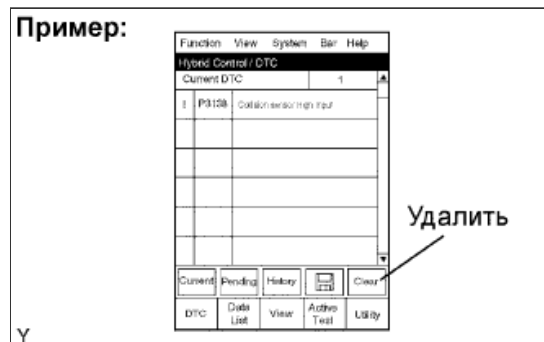 Пример:
Function View System Bar Help
Hybrid Control / DTC
Current DTC 1
! P3138 Collision sensor high input
Удалить
Current Pending History Clear
DTC Data List View Active Test Utility
Y